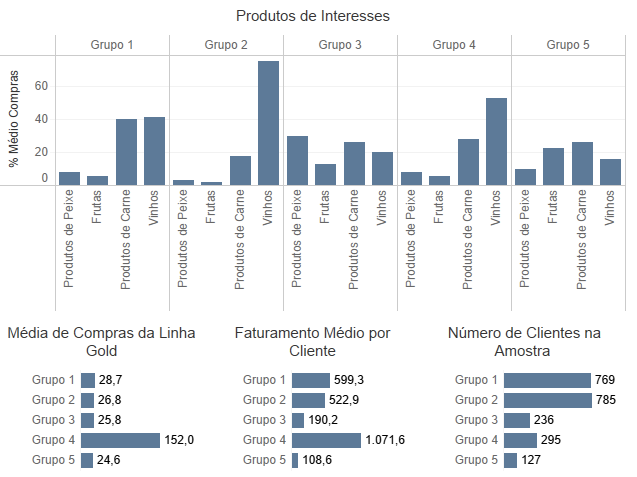 Produtos de Interesses
Grupo 1 Grupo 2 Grupo 3 Grupo 4 Grupo 5
% Médio Compras
60
40
20
0
Produtos de Peixe
Frutas
Produtos de Carne
Vinhos
Produtos de Peixe
Frutas
Produtos de Carne
Vinhos
Produtos de Peixe
Frutas
Produtos de Carne
Vinhos
Produtos de Peixe
Frutas
Produtos de Carne
Vinhos
Produtos de Peixe
Frutas
Produtos de Carne
Vinhos
Média de Compras da Linha
Gold
Grupo 1 28,7
Grupo 2 26,8
Grupo 3 25,8
Grupo 4 152,0
Grupo 5 24,6
Faturamento Médio por
Cliente
Grupo 1 599,3
Grupo 2 522,9
Grupo 3 190,2
Grupo 4 1.071,6
Grupo 5 108,6
Número de Clientes na
Amostra
Grupo 1 769
Grupo 2 785
Grupo 3 236
Grupo 4 295
Grupo 5 127